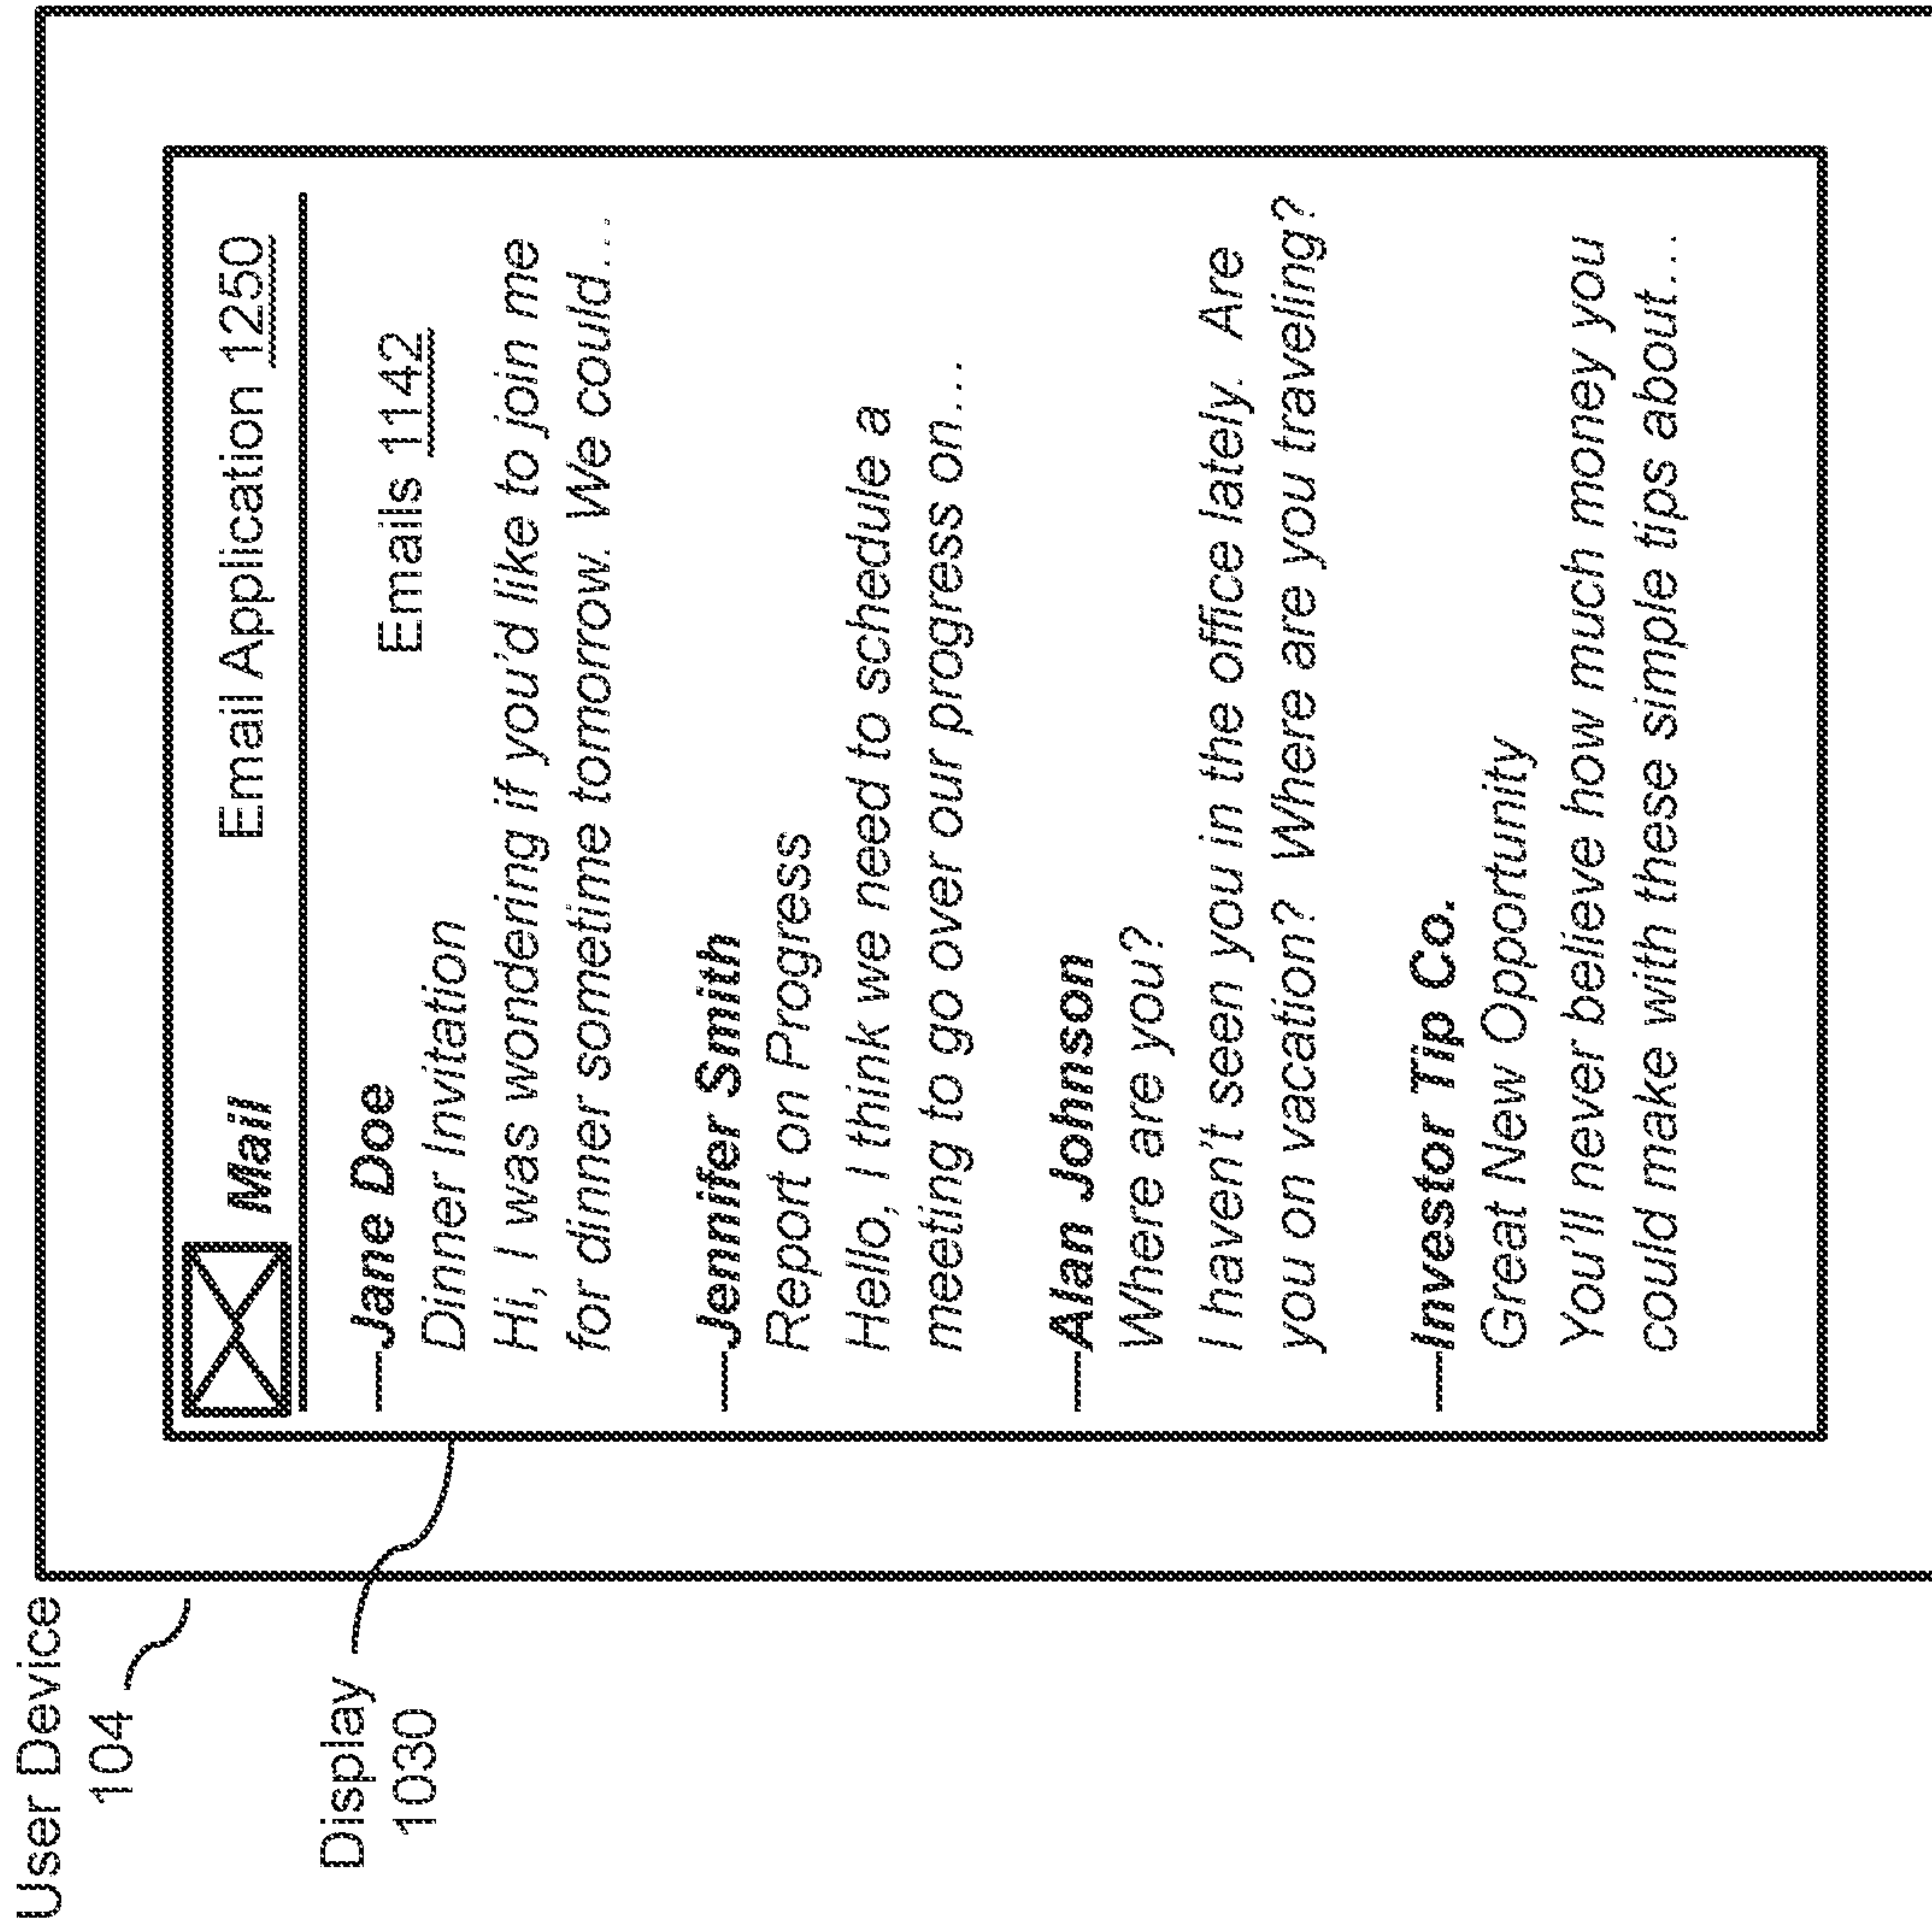 User Device
104
Display
1030
Mail
Email Application 1250
Emails 1142
Jane Doe
Dinner Invitation
Hi, I was wondering if you'd like to join me
for dinner sometime tomorrow. We could...
Jennifer Smith
Report on Progress
Hello, I think we need to schedule a
meeting to go over our progress on...
Alan Johnson
Where are you?
I haven't seen you in the office lately. Are
you on vacation? Where are you traveling?
Investor Tip Co.
Great New Opportunity
You'll never believe how much money you
could make with these simple tips about...